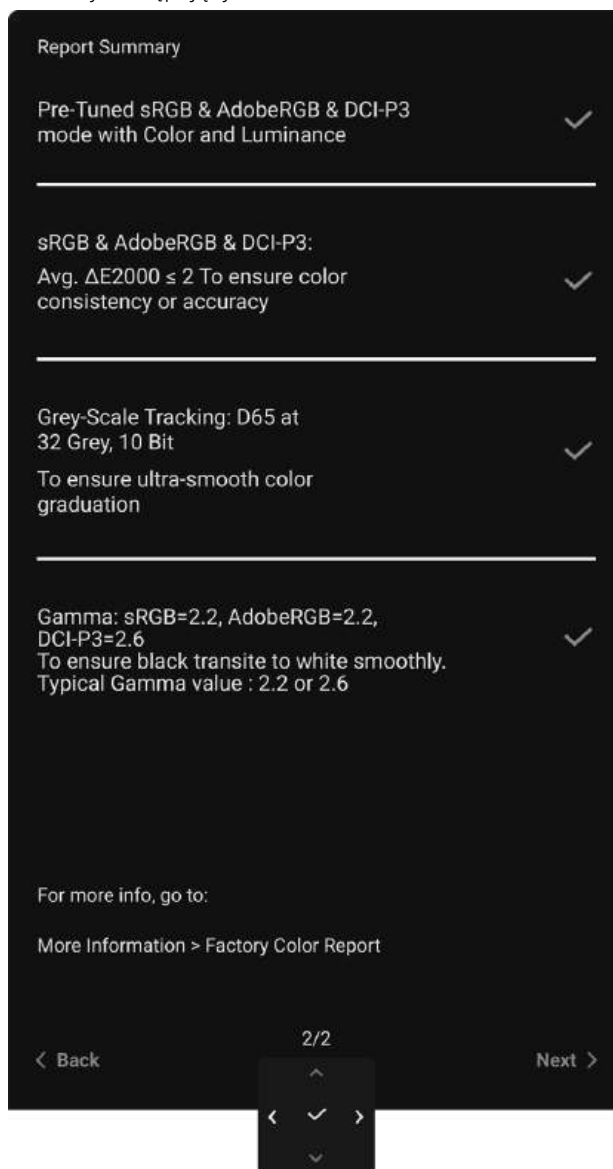 Report Summary
Pre-Tuned sRGB & AdobeRGB & DCI-P3
mode with Color and Luminance
sRGB & AdobeRGB & DCI-P3:
Avg. ΔE2000 ≤ 2 To ensure color
consistency or accuracy
Grey-Scale Tracking: D65 at
32 Grey, 10 Bit
To ensure ultra-smooth color
graduation
Gamma: sRGB=2.2, AdobeRGB=2.2,
DCI-P3=2.6
To ensure black transite to white smoothly.
Typical Gamma value : 2.2 or 2.6
For more info, go to:
More Information > Factory Color Report
2/2
< Back
Next >